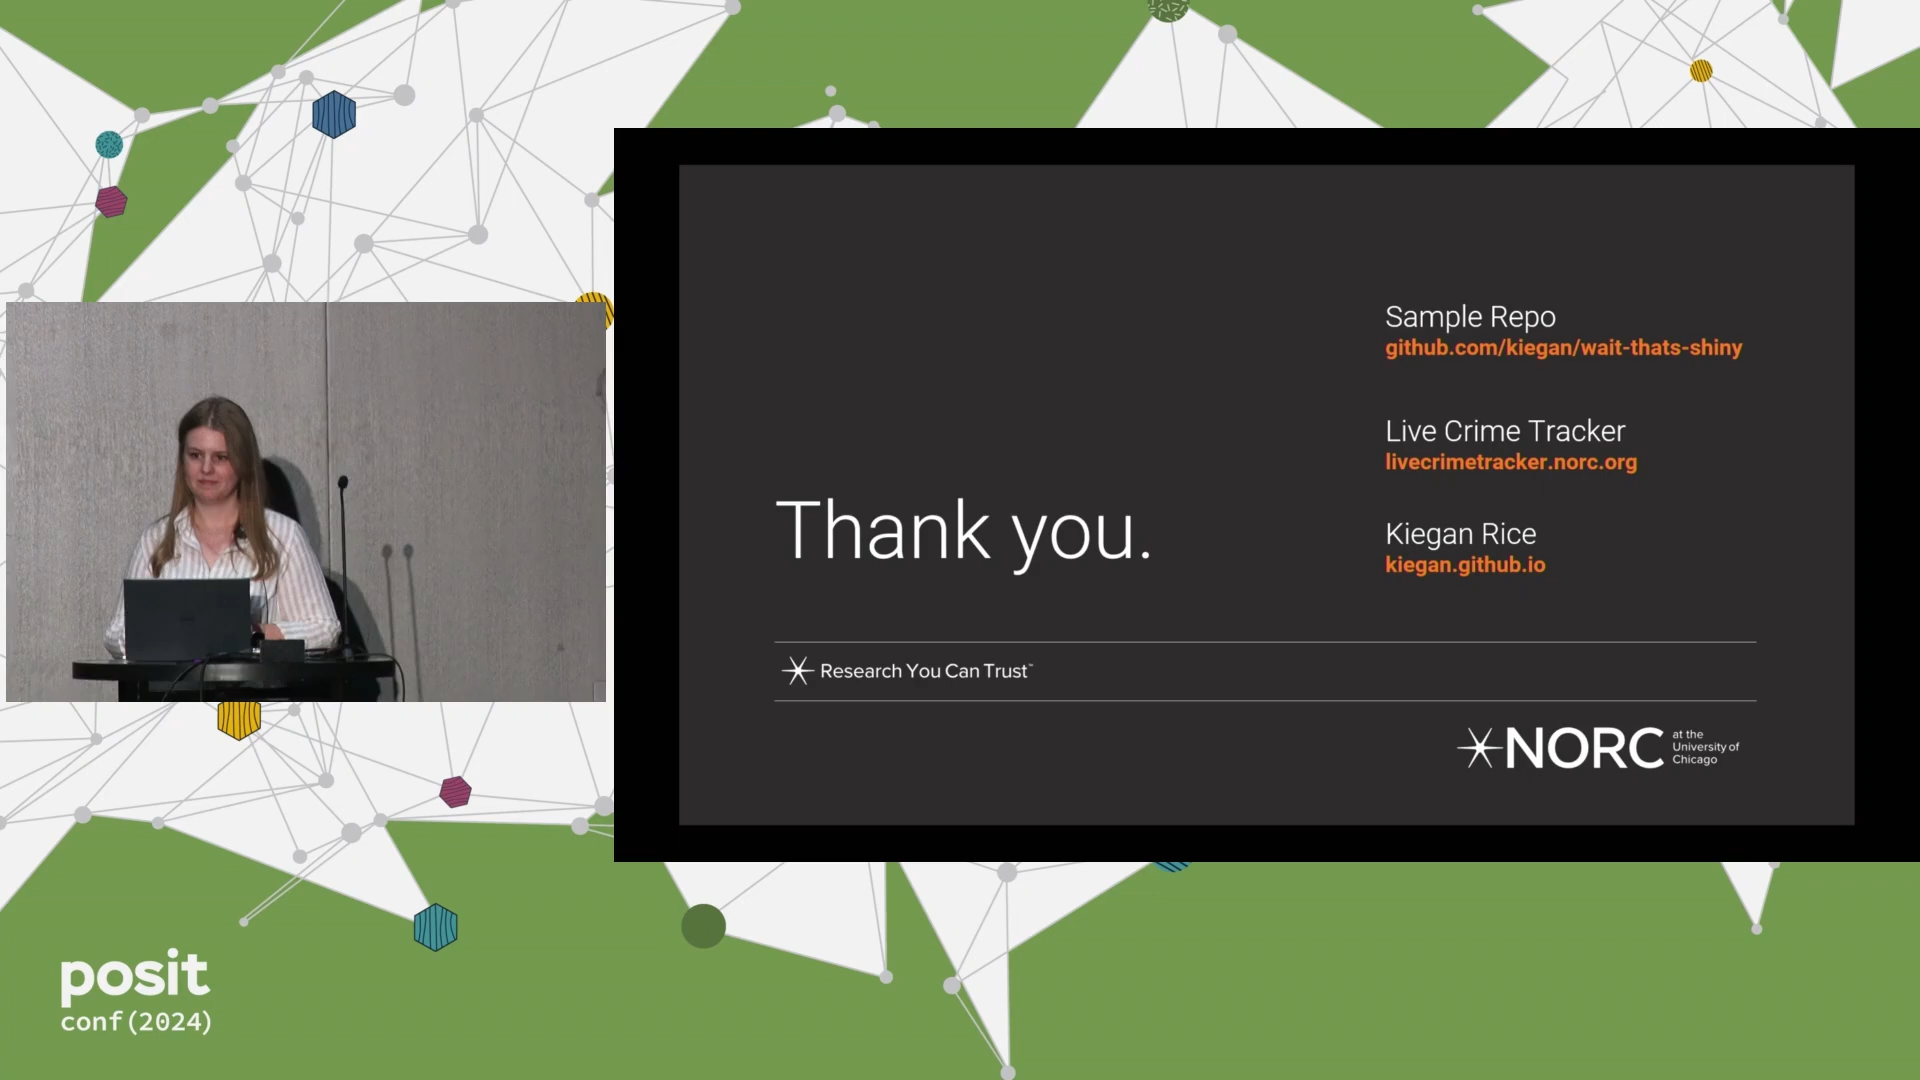 Sample Repo
github.com/kiegan/wait-thats-shiny
Live Crime Tracker
livecrimetracker.norc.org
Thank you.
Kiegan Rice
kiegan.github.io
Research You Can Trust™
NORC
at the
University of
Chicago
posit
conf(2024)